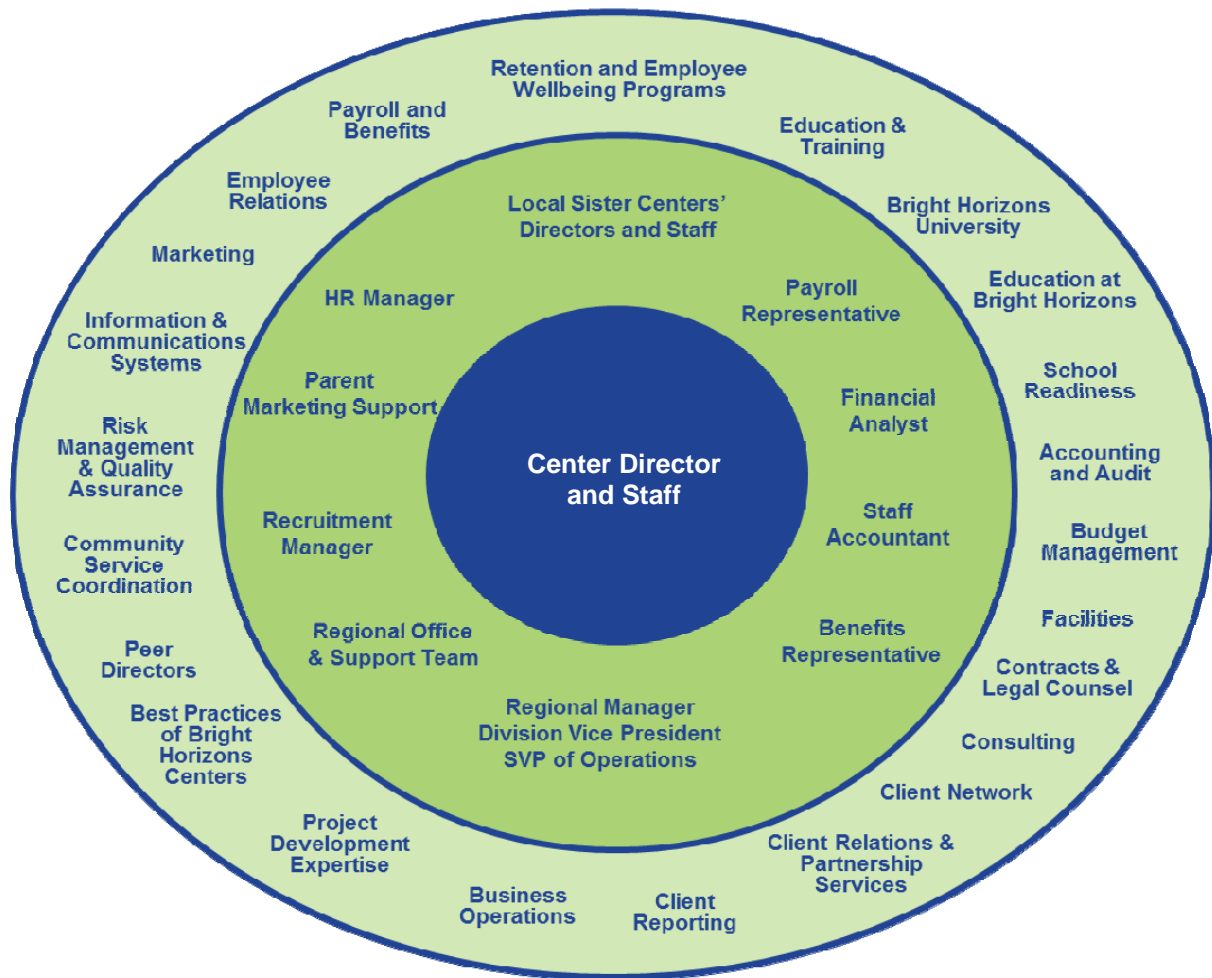 Retention and Employee
Wellbeing Programs
Payroll and
Benefits
Education &
Training
Employee
Relations
Bright Horizons
University
Marketing
Education at
Bright Horizons
Information &
Communications
Systems
School
Readiness
Risk
Management
& Quality
Assurance
Accounting
and Audit
Community
Service
Coordination
Budget
Management
Facilities
Peer
Directors
Contracts &
Legal Counsel
Best Practices
of Bright
Horizons
Centers
Consulting
Client Network
Project
Development
Expertise
Client Relations &
Partnership
Services
Business
Operations
Client
Reporting
Local Sister Centers’
Directors and Staff
HR Manager
Payroll
Representative
Parent
Marketing Support
Financial
Analyst
Recruitment
Manager
Staff
Accountant
Regional Office
& Support Team
Benefits
Representative
Regional Manager
Division Vice President
SVP of Operations
Center Director
and Staff